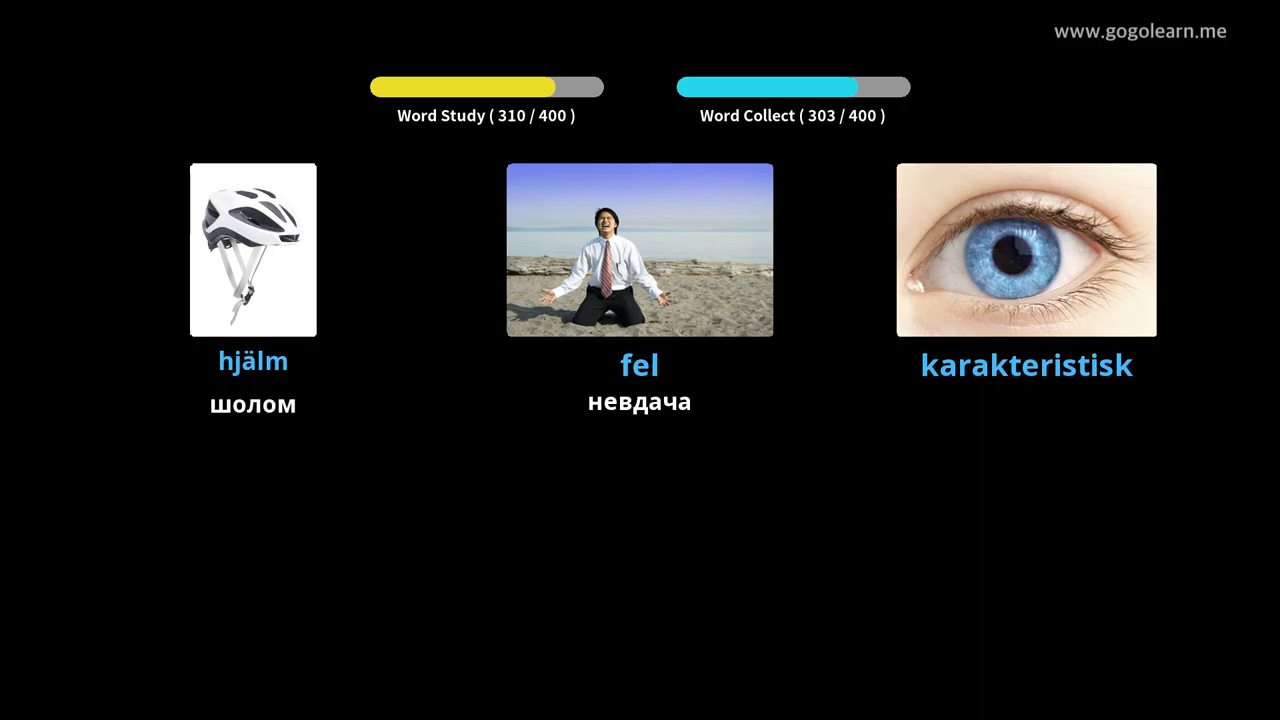 www.gogolearn.me
Word Study ( 310 / 400 )
Word Collect ( 303 / 400 )
hjälm
шолом
fel
невдача
karakteristisk